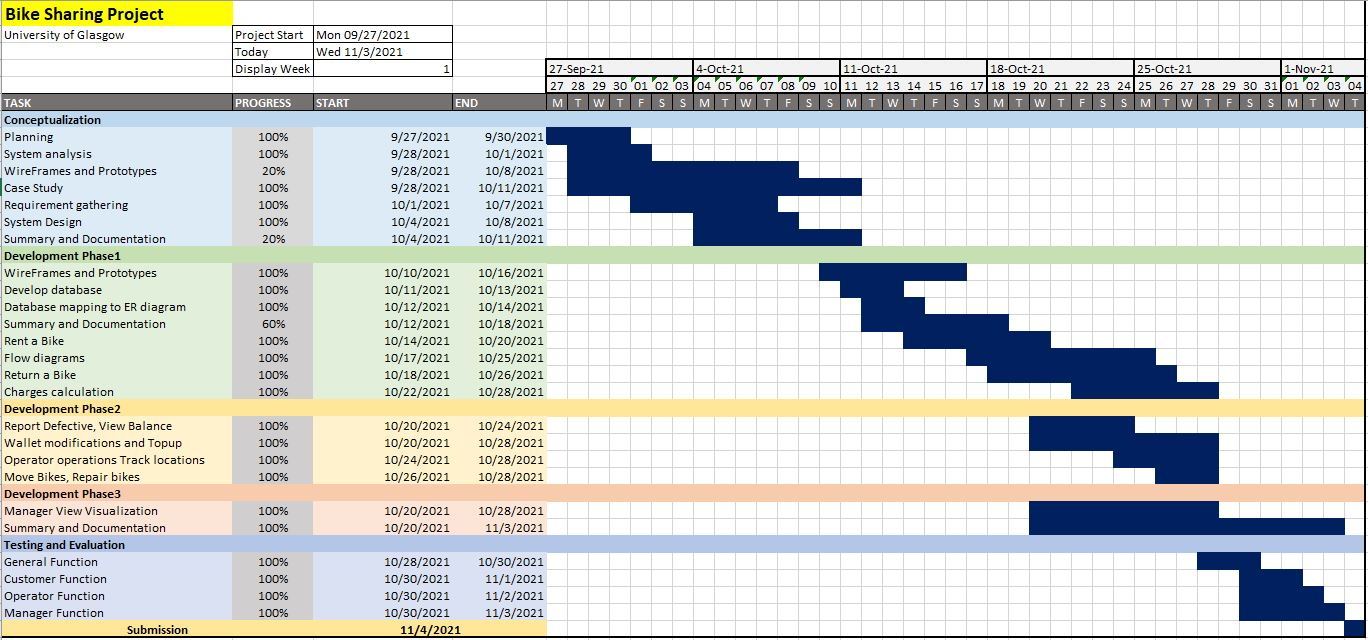 Bike Sharing Project
University of Glasgow Project Start Mon 09/27/2021
Today Wed 11/3/2021
Display Week 1 27-Sep-21 4-Oct-21 11-Oct-21 18-Oct-21 25-Oct-21 1-Nov-21
27 28 29 30 01 02 03 04 05 06 07 08 09 10 11 12 13 14 15 16 17 18 19 20 21 22 23 24 25 26 27 28 29 30 31 01 02 03 04
TASK PROGRESS START END M T W T F S S M T W T F S S M T W T F S S M T W T F S S M T W T F S S M T W T
Conceptualization
Planning 100% 9/27/2021 9/30/2021
System analysis 100% 9/28/2021 10/1/2021
WireFrames and Prototypes 20% 9/28/2021 10/8/2021
Case Study 100% 9/28/2021 10/11/2021
Requirement gathering 100% 10/1/2021 10/7/2021
System Design 100% 10/4/2021 10/8/2021
Summary and Documentation 20% 10/4/2021 10/11/2021
Development Phase1
WireFrames and Prototypes 100% 10/10/2021 10/16/2021
Develop database 100% 10/11/2021 10/13/2021
Database mapping to ER diagram 100% 10/12/2021 10/14/2021
Summary and Documentation 60% 10/12/2021 10/18/2021
Rent a Bike 100% 10/14/2021 10/20/2021
Flow diagrams 100% 10/17/2021 10/25/2021
Return a Bike 100% 10/18/2021 10/26/2021
Charges calculation 100% 10/22/2021 10/28/2021
Development Phase2
Report Defective, View Balance 100% 10/20/2021 10/24/2021
Wallet modifications and Topup 100% 10/20/2021 10/28/2021
Operator operations Track locations 100% 10/24/2021 10/28/2021
Move Bikes, Repair bikes 100% 10/26/2021 10/28/2021
Development Phase3
Manager View Visualization 100% 10/20/2021 10/28/2021
Summary and Documentation 100% 10/20/2021 11/3/2021
Testing and Evaluation
General Function 100% 10/28/2021 10/30/2021
Customer Function 100% 10/30/2021 11/1/2021
Operator Function 100% 10/30/2021 11/2/2021
Manager Function 100% 10/30/2021 11/3/2021
Submission 11/4/2021